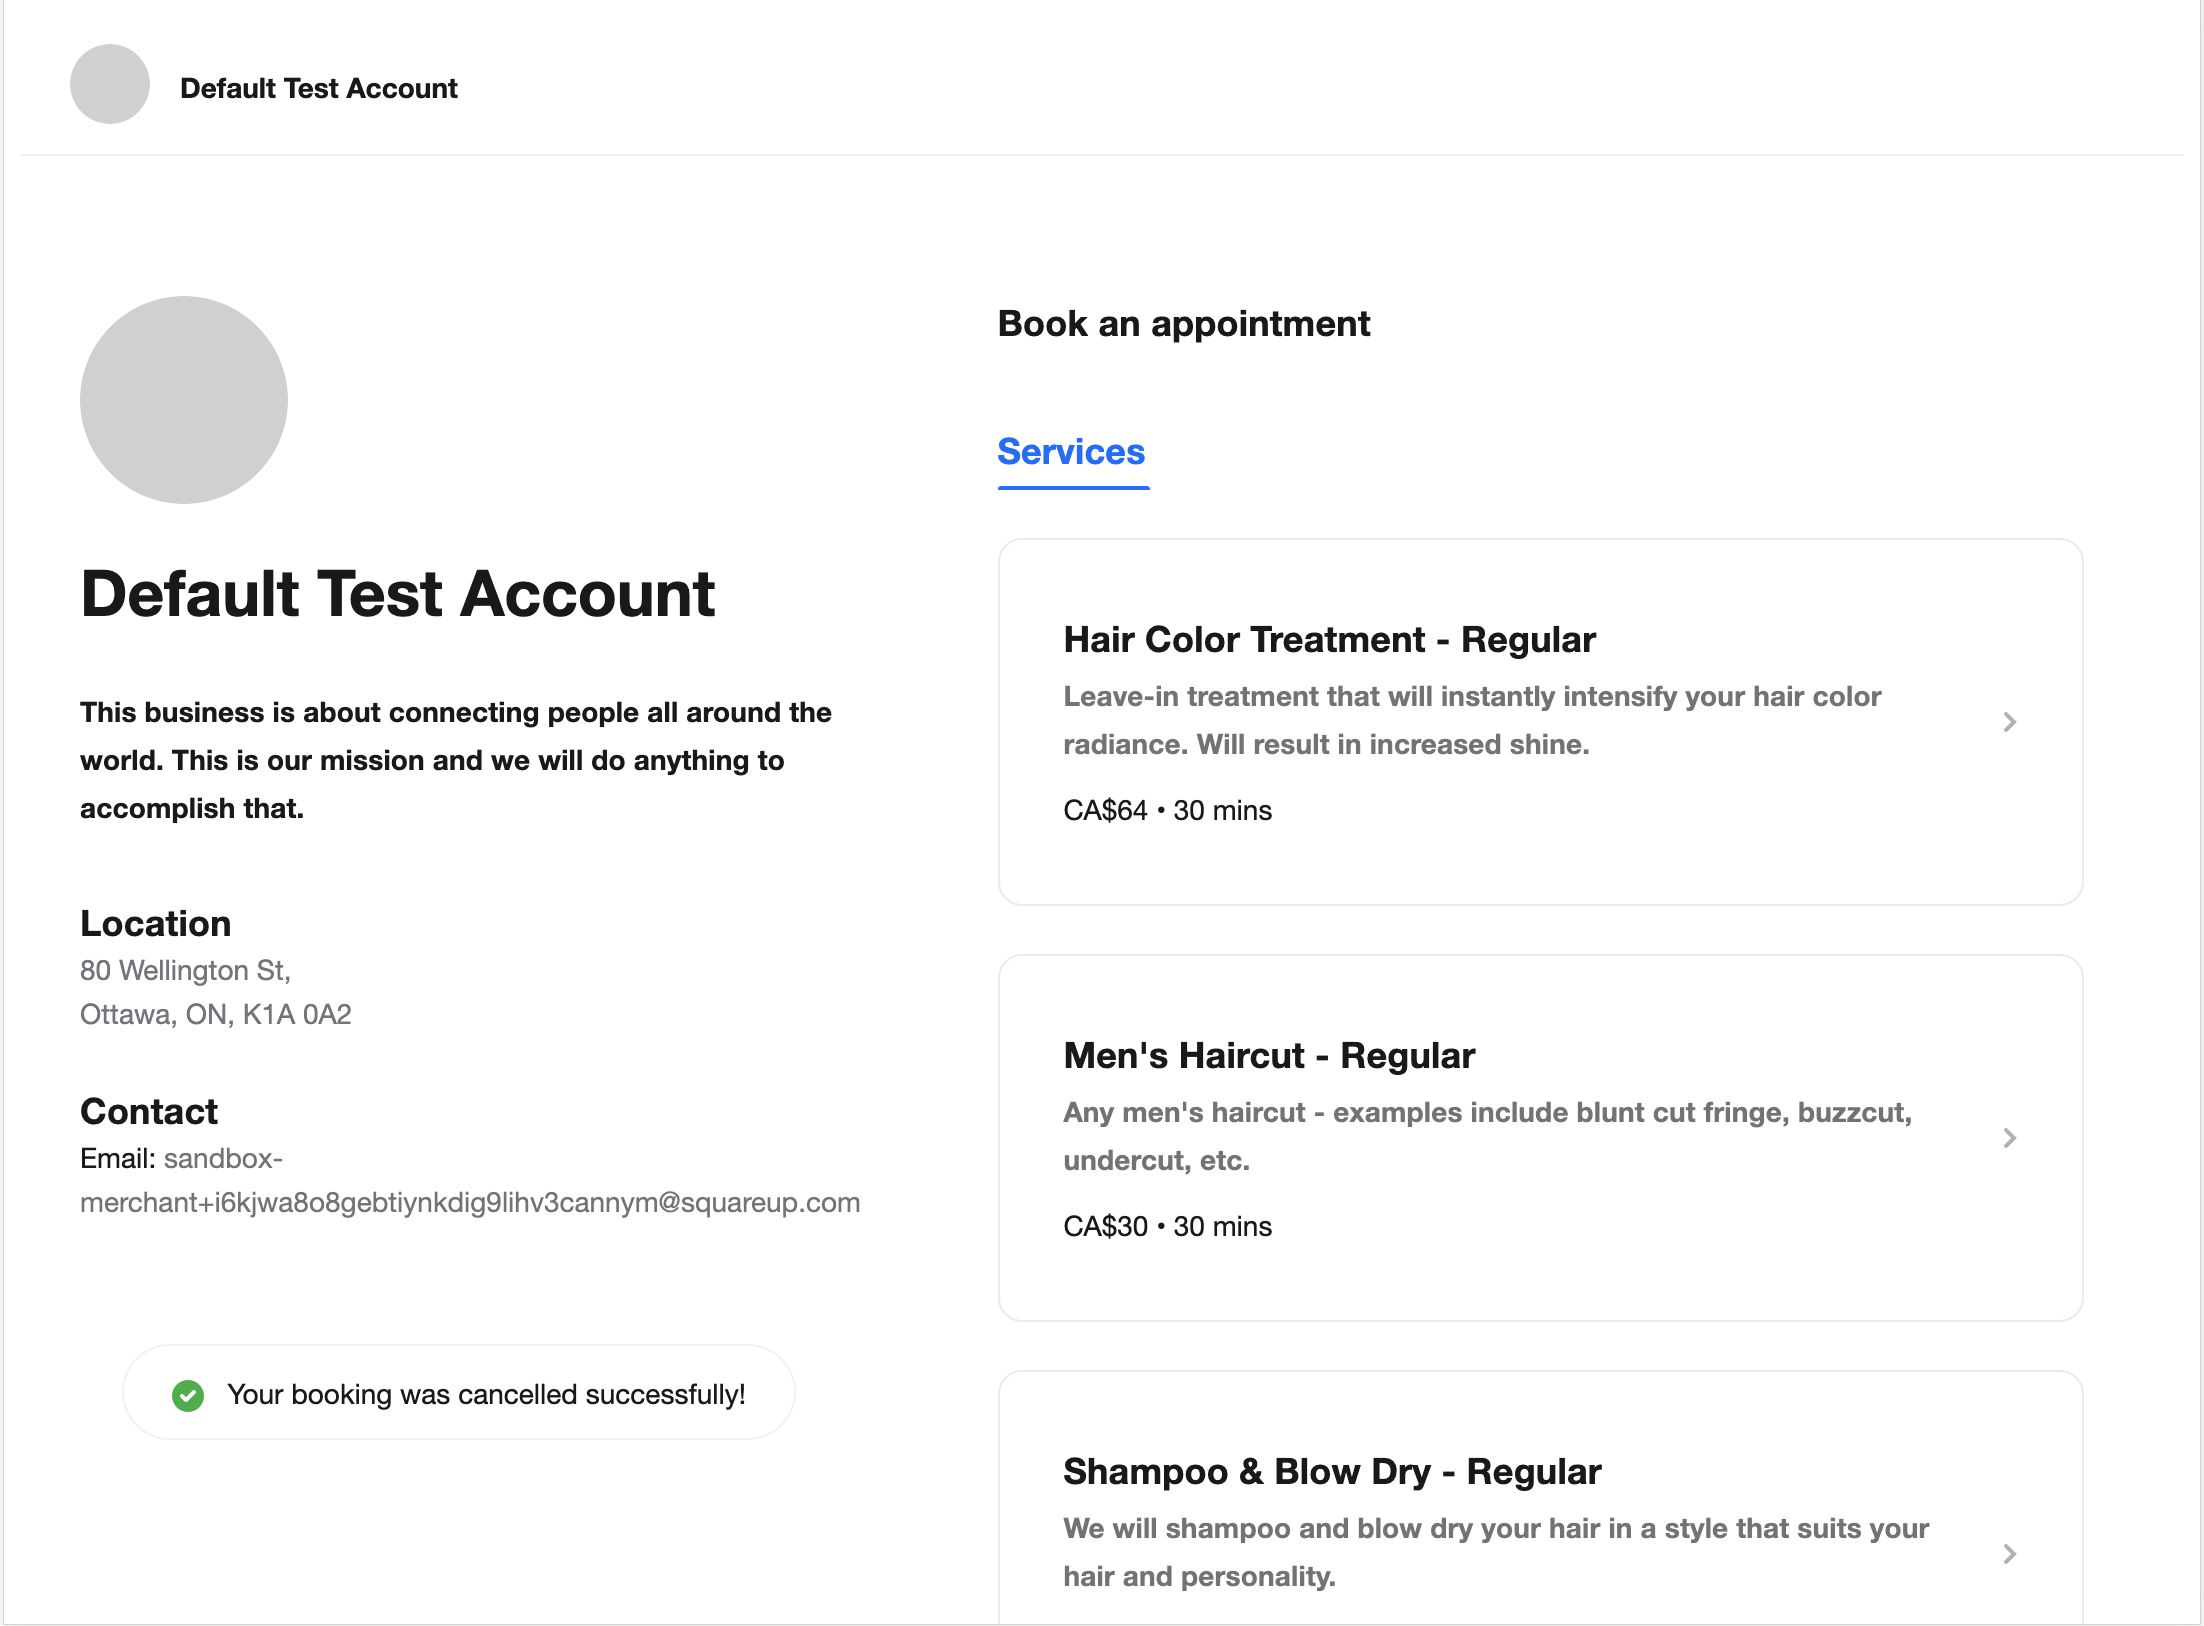 Default Test Account
Default Test Account
This business is about connecting people all around the
world. This is our mission and we will do anything to
accomplish that.
Location
80 Wellington St,
Ottawa, ON, K1A 0A2
Contact
Email: sandbox-
merchant+i6kjwa8o8gebtiynkdig9lihv3cannym@squareup.com
Your booking was cancelled successfully!
Book an appointment
Services
Hair Color Treatment - Regular
Leave-in treatment that will instantly intensify your hair color
radiance. Will result in increased shine.
CA$64 • 30 mins
Men's Haircut - Regular
Any men's haircut - examples include blunt cut fringe, buzzcut,
undercut, etc.
CA$30 • 30 mins
Shampoo & Blow Dry - Regular
We will shampoo and blow dry your hair in a style that suits your
hair and personality.